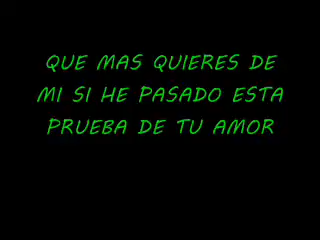 QUE MAS QUIERES DE
MI SI HE PASADO ESTA
PRUEBA DE TU AMOR